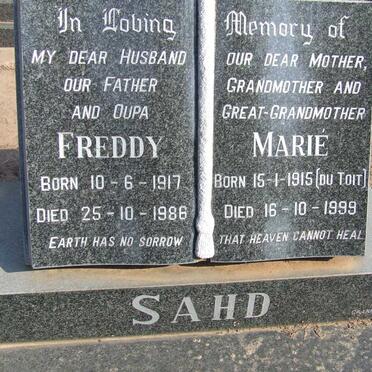 In Loving
MY DEAR HUSBAND
OUR FATHER
AND OUPA
FREDDY
BORN 10-6-1917
DIED 25-10-1986
EARTH HAS NO SORROW
Memory of
OUR DEAR MOTHER,
GRANDMOTHER AND
GREAT-GRANDMOTHER
MARIÉ
BORN 15-1-1915 (DU TOIT)
DIED 16-10-1999
THAT HEAVEN CANNOT HEAL
SAHD